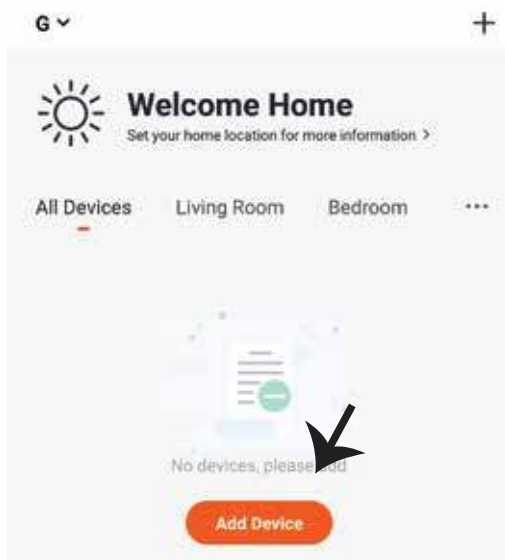 G
Welcome Home
Set your home location for more information >
All Devices Living Room Bedroom ...
No devices, please add
Add Device